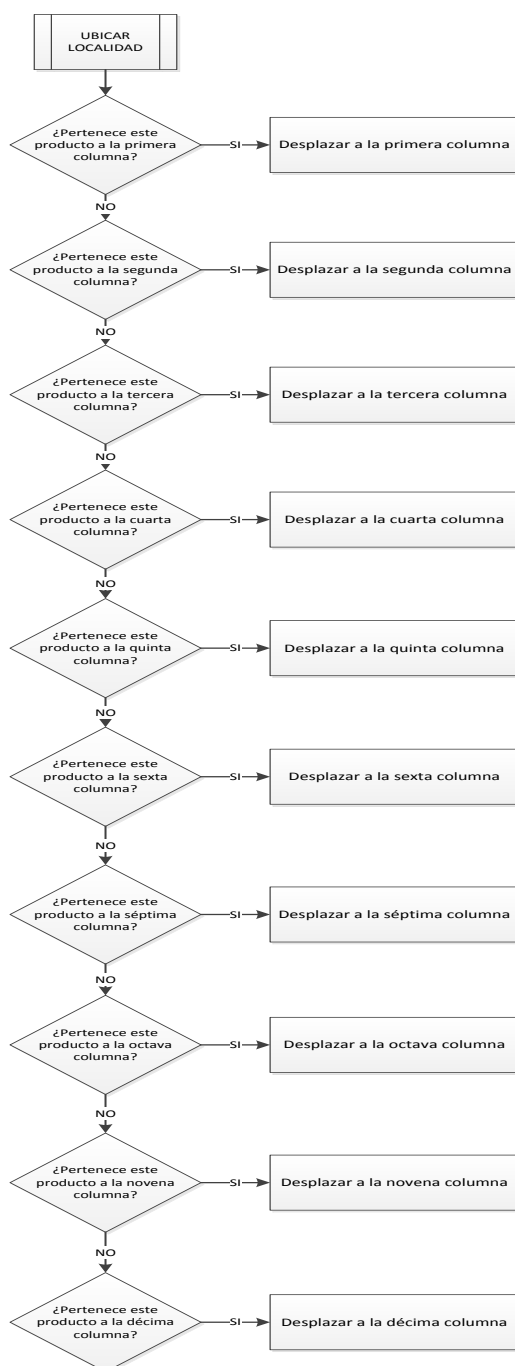 UBICAR
LOCALIDAD
¿Pertenece este
producto a la primera
columna?
SI
Desplazar a la primera columna
NO
¿Pertenece este
producto a la segunda
columna?
SI
Desplazar a la segunda columna
NO
¿Pertenece este
producto a la tercera
columna?
SI
Desplazar a la tercera columna
NO
¿Pertenece este
producto a la cuarta
columna?
SI
Desplazar a la cuarta columna
NO
¿Pertenece este
producto a la quinta
columna?
SI
Desplazar a la quinta columna
NO
¿Pertenece este
producto a la sexta
columna?
SI
Desplazar a la sexta columna
NO
¿Pertenece este
producto a la séptima
columna?
SI
Desplazar a la séptima columna
NO
¿Pertenece este
producto a la octava
columna?
SI
Desplazar a la octava columna
NO
¿Pertenece este
producto a la novena
columna?
SI
Desplazar a la novena columna
NO
¿Pertenece este
producto a la décima
columna?
SI
Desplazar a la décima columna